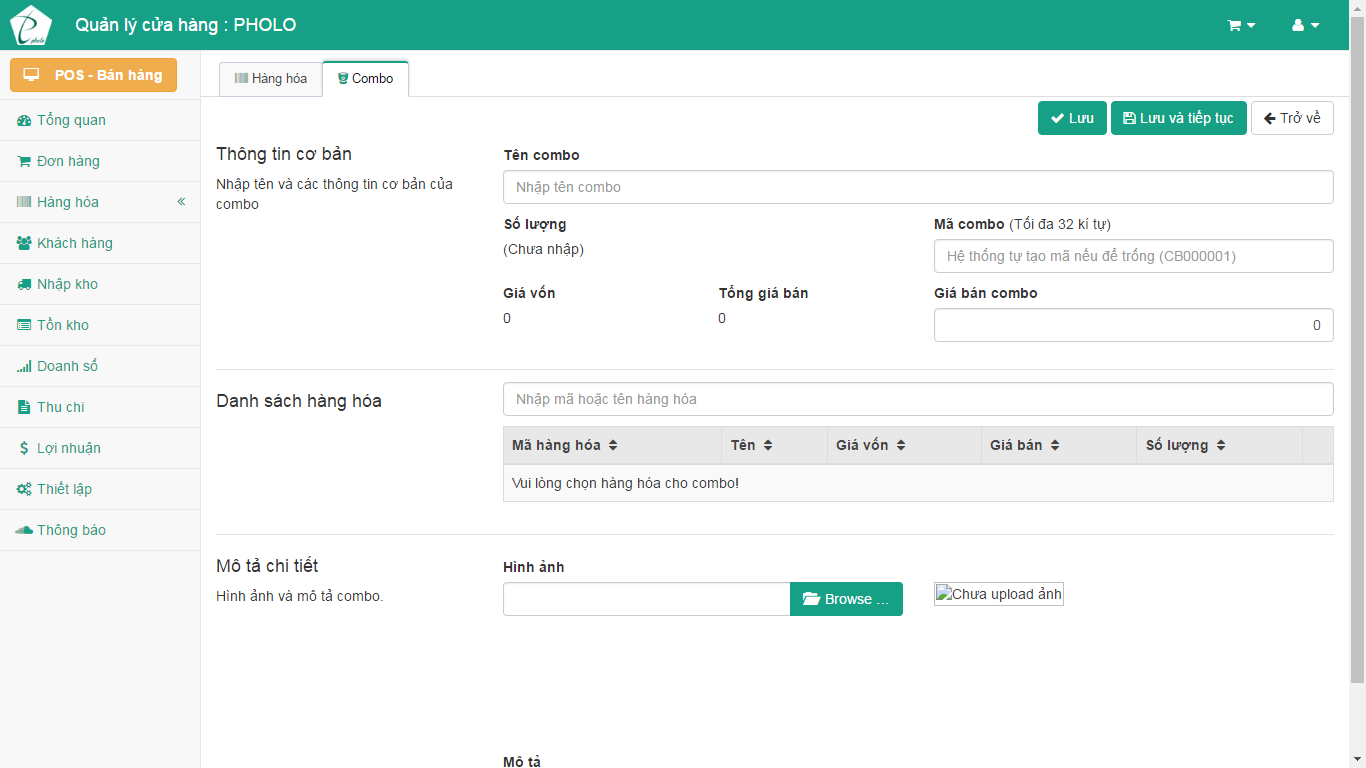 pholo
Quản lý cửa hàng : PHOLO
POS - Bán hàng
Tổng quan
Đơn hàng
Hàng hóa
Khách hàng
Nhập kho
Tồn kho
Doanh số
Thu chi
Lợi nhuận
Thiết lập
Thông báo
Hàng hóa
Combo
Lưu
Lưu và tiếp tục
Trở về
Thông tin cơ bản
Nhập tên và các thông tin cơ bản của
combo
Tên combo
Nhập tên combo
Số lượng
(Chưa nhập)
Mã combo (Tối đa 32 kí tự)
Hệ thống tự tạo mã nếu để trống (CB000001)
Giá vốn
0
Tổng giá bán
0
Giá bán combo
0
Danh sách hàng hóa
Nhập mã hoặc tên hàng hóa
Mã hàng hóa Tên Giá vốn Giá bán Số lượng
Vui lòng chọn hàng hóa cho combo!
Mô tả chi tiết
Hình ảnh và mô tả combo.
Hình ảnh
Browse ...
Chưa upload ảnh
Mô tả